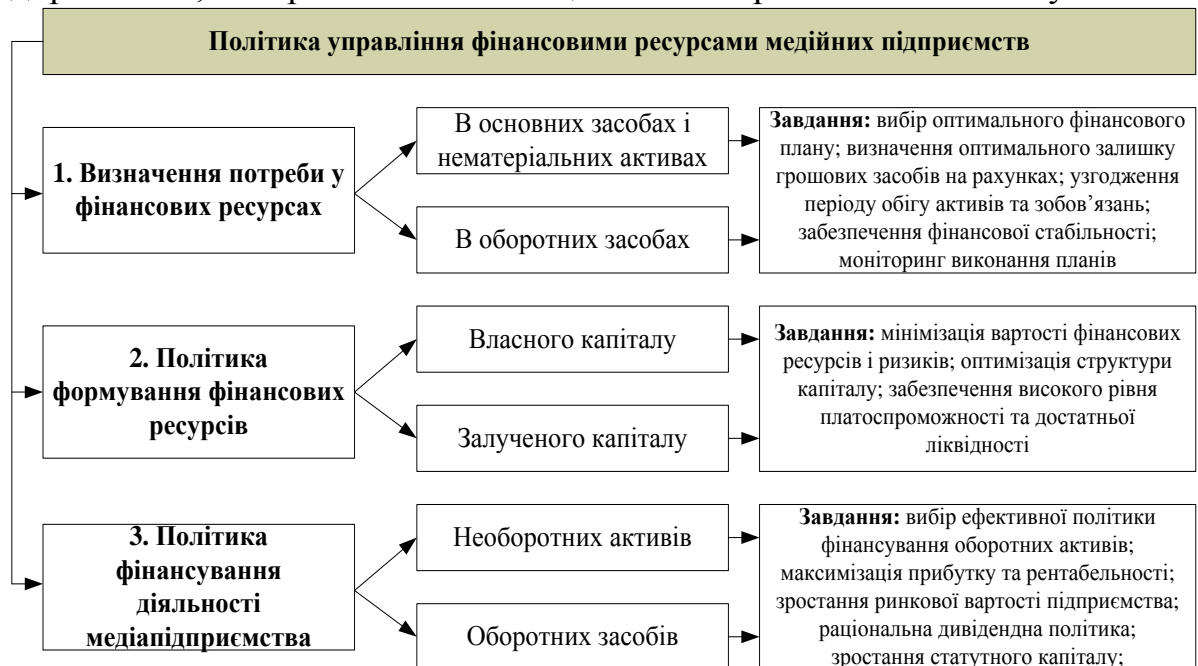 Політика управління фінансовими ресурсами медійних підприємств
1. Визначення потреби у
фінансових ресурсах
В основних засобах і
нематеріальних активах
В оборотних засобах
Завдання: вибір оптимального фінансового
плану; визначення оптимального залишку
грошових засобів на рахунках; узгодження
періоду обігу активів та зобов’язань;
забезпечення фінансової стабільності;
моніторинг виконання планів
2. Політика
формування фінансових
ресурсів
Власного капіталу
Залученого капіталу
Завдання: мінімізація вартості фінансових
ресурсів і ризиків; оптимізація структури
капіталу; забезпечення високого рівня
платоспроможності та достатньої
ліквідності
3. Політика
фінансування
діяльності
медіапідприємства
Необоротних активів
Оборотних засобів
Завдання: вибір ефективної політики
фінансування оборотних активів;
максимізація прибутку та рентабельності;
зростання ринкової вартості підприємства;
раціональна дивідендна політика;
зростання статутного капіталу;